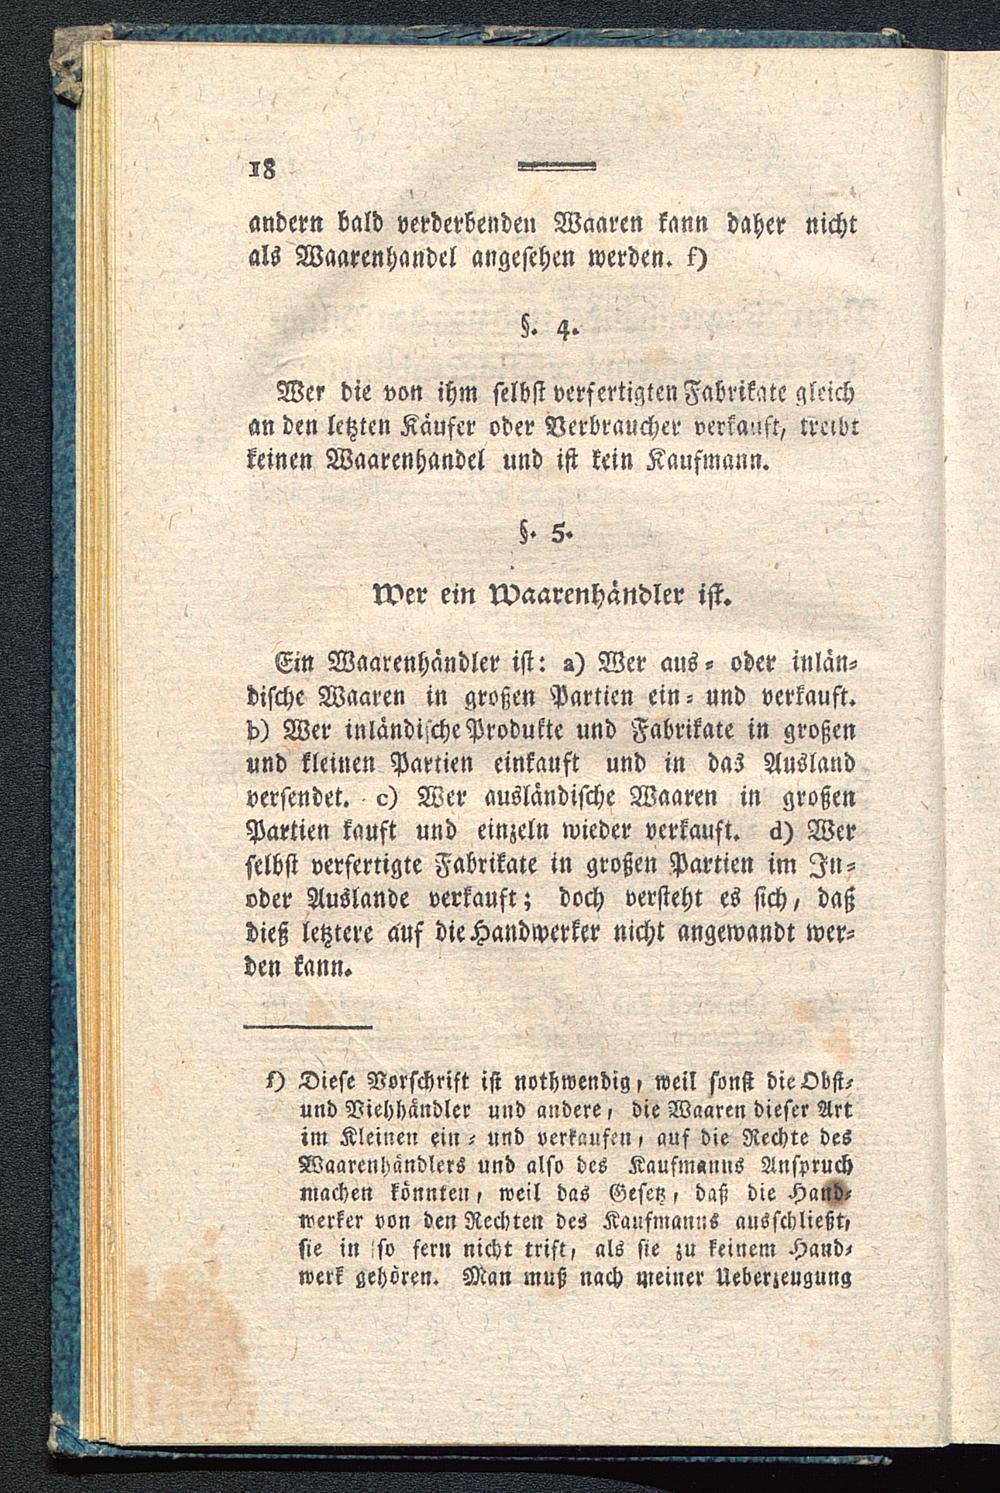 18
andern bald verderbenden Waaren kann daher nicht
als Waarenhandel angesehen werden. f)
§. 4.
Wer die von ihm selbst verfertigten Fabrikate gleich
an den letzten Käufer oder Verbraucher verkauft, treibt
keinen Waarenhandel und ist kein Kaufmann.
§. 5.
Wer ein Waarenhändler ist.
Ein Waarenhändler ist: a) Wer aus- oder inlän-
dische Waaren in großen Partien ein- und verkauft.
b) Wer inländische Produkte und Fabrikate in großen
und kleinen Partien einkauft und in das Ausland
versendet. c) Wer ausländische Waaren in großen
Partien kauft und einzeln wieder verkauft. d) Wer
selbst verfertigte Fabrikate in großen Partien im In-
oder Auslande verkauft; doch versteht es sich, daß
dieß letztere auf die Handwerker nicht angewandt wer-
den kann.
f) Diese Vorschrift ist nothwendig, weil sonst die Obst-
und Viehhändler und andere, die Waaren dieser Art
im Kleinen ein- und verkaufen, auf die Rechte des
Waarenhändlers und also des Kaufmanns Anspruch
machen könnten, weil das Gesetz, daß die Hand-
werker von den Rechten des Kaufmanns ausschließt,
sie in so fern nicht trift, als sie zu keinem Hand-
werk gehören. Man muß nach meiner Ueberzeugung